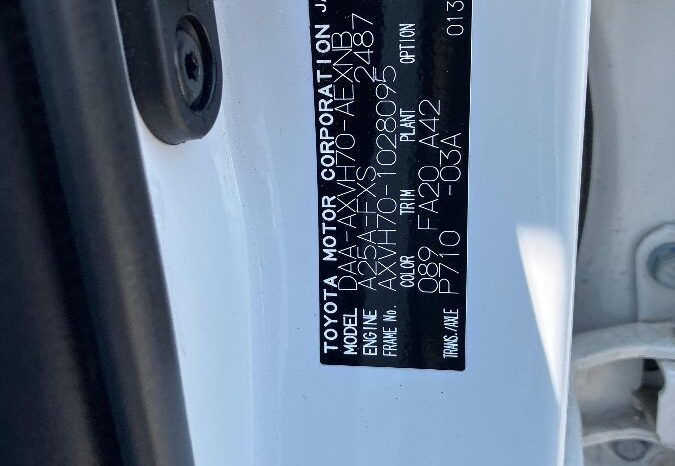 TOYOTA MOTOR CORPORATION
MODEL DAA-AXVH70-AEXNB
ENGINE A25A-FXS 2487
FRAME No. AXVH70-1028095
COLOR TRIM PLANT OPTION
089 FA20 A42
TRANS./AXLE P710 -03A 013